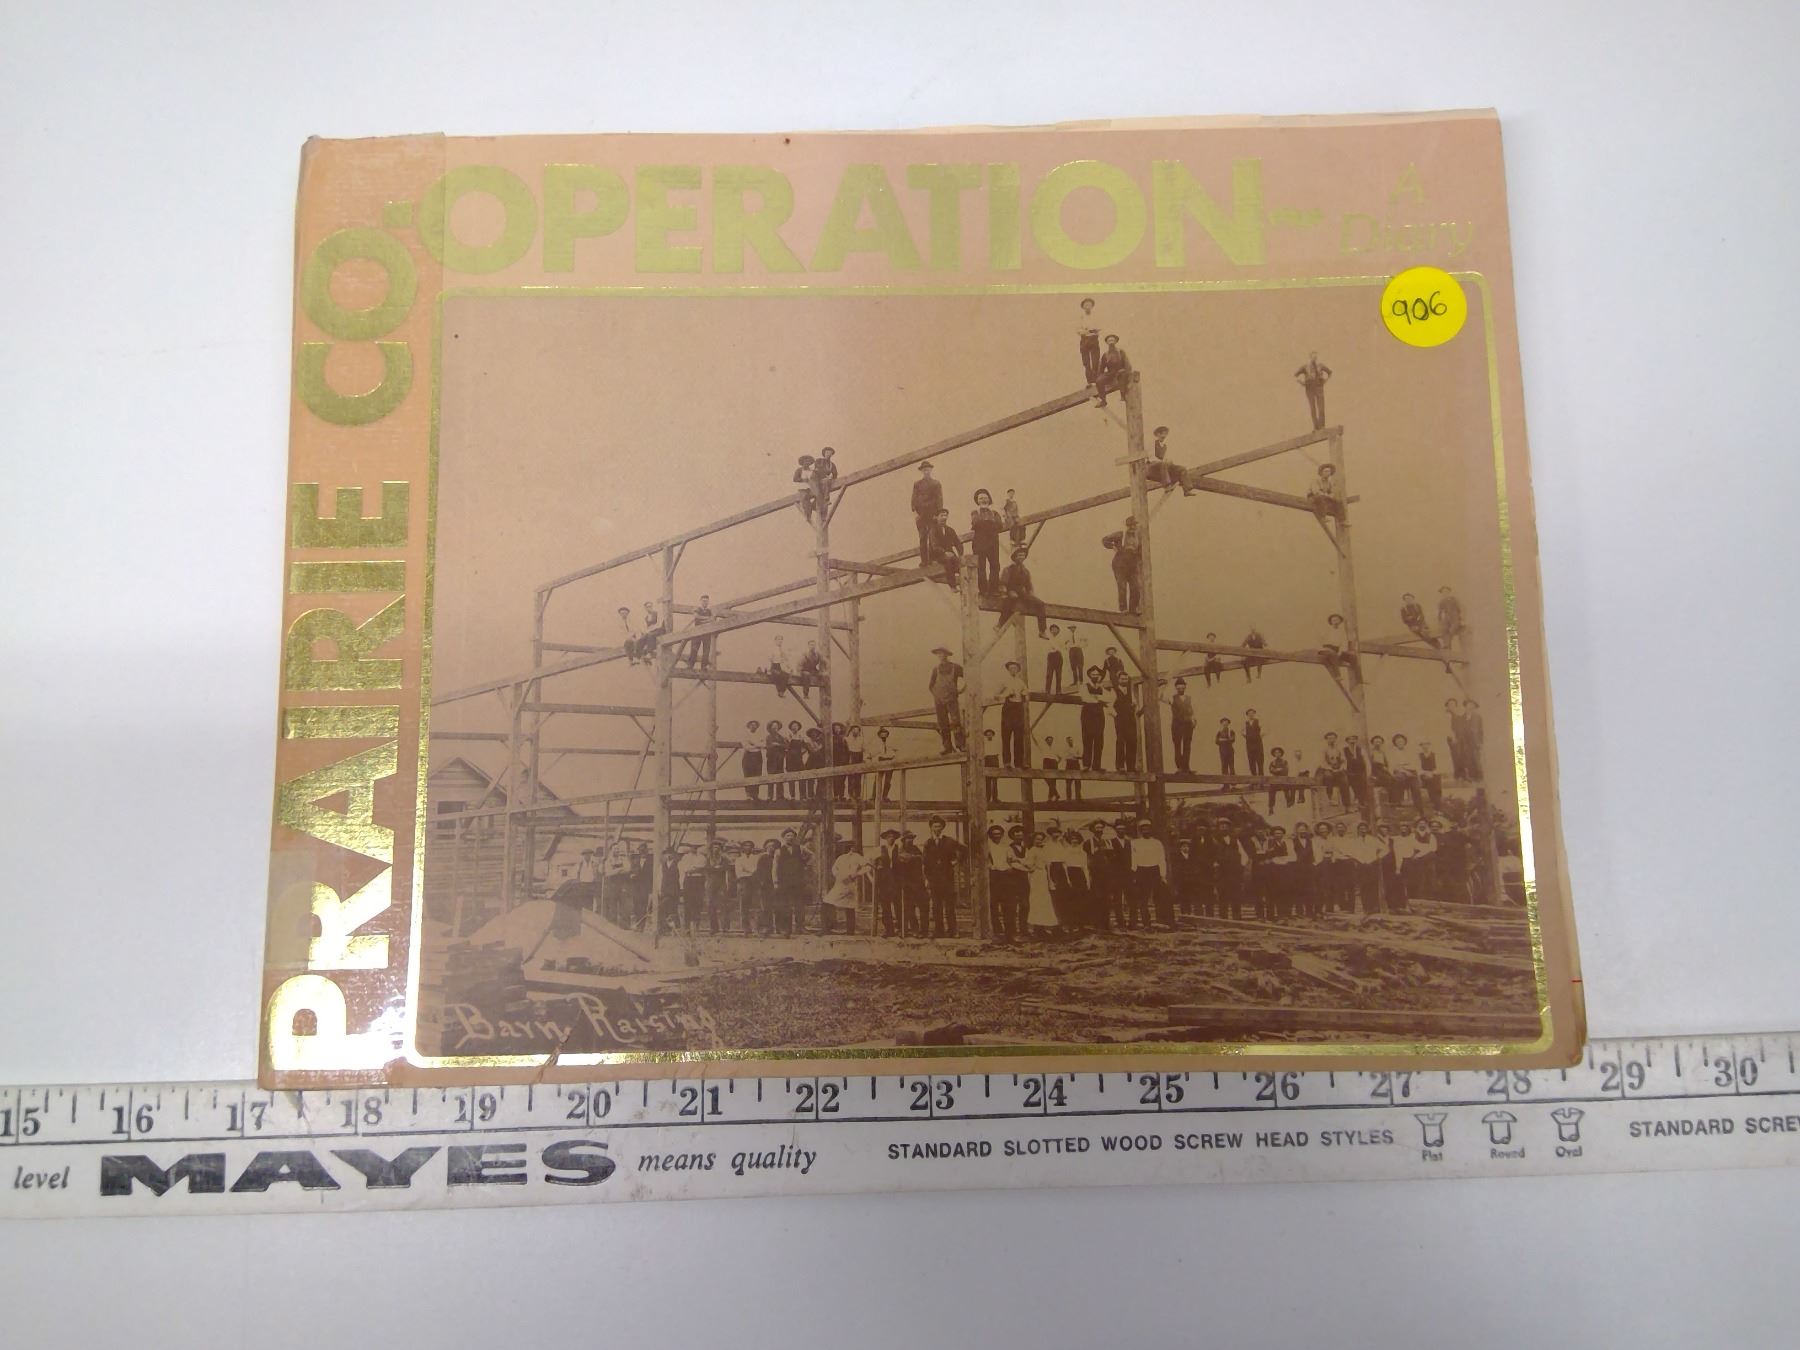 PRAIRIE CO-OPERATION~ A
Diary
906
Barn Raising
15 16 17 18 19 20 21 22 23 24 25 26 27 28 29 30
level MAYES means quality STANDARD SLOTTED WOOD SCREW HEAD STYLES STANDARD SCREW
Flat Round Oval